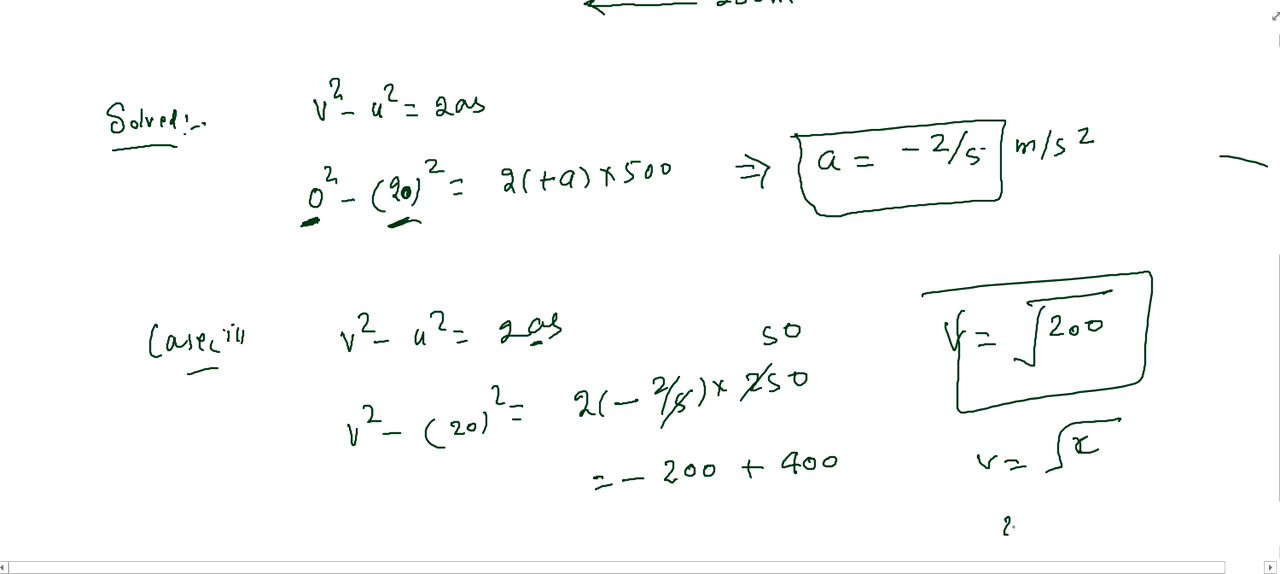 Solved:-
v² - u² = 2as
0² - (20)² = 2(+a) × 500 ⇒ a = -2/5 m/s²
Case(ii) v² - u² = 2as
v² - (20)² = 2(-2/5) × 250 50
= - 200 + 400
V = √200
v = √x